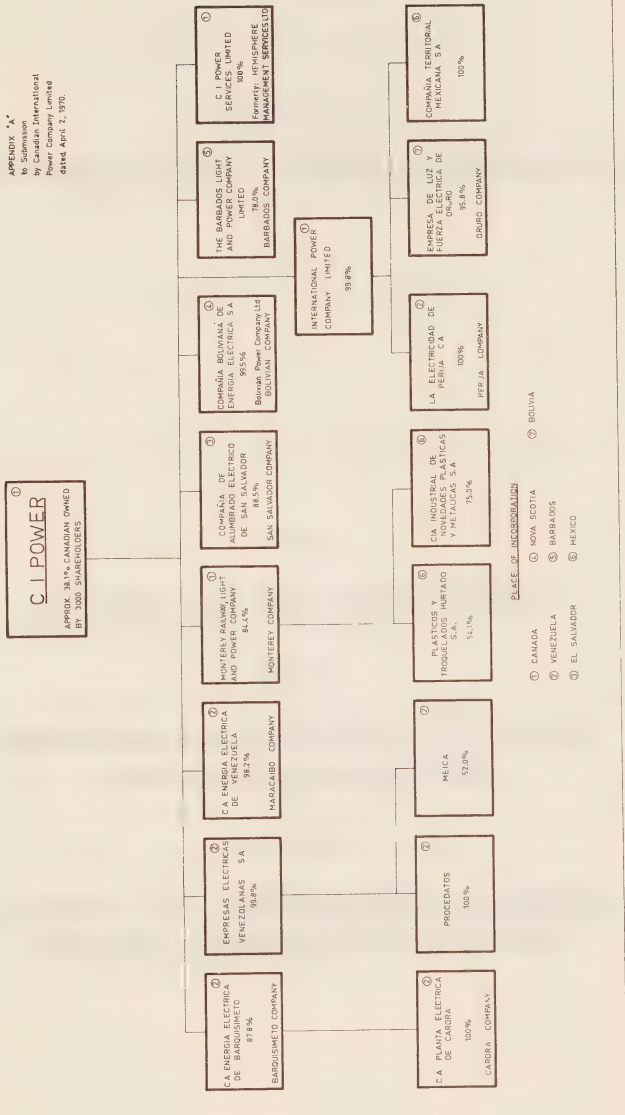 APPENDIX "A"
to Submission
by Canadian International
Power Company Limited
dated, April 2, 1970.
①
C I POWER
APPROX. 38.1% CANADIAN OWNED
BY 3000 SHAREHOLDERS
②
C A ENERGIA ELECTRICA
DE BARQUISIMETO
87.8%
BARQUISIMETO COMPANY
②
EMPRESAS ELECTRICAS
VENEZOLANAS S A
99.8%
②
C A ENERGIA ELECTRICA
DE VENEZUELA
98.2%
MARACAIBO COMPANY
①
MONTERLY RAILWAY, LIGHT
AND POWER COMPANY
84.4%
MONTEREY COMPANY
③
COMPAÑIA DE
ALUMBRADO ELECTRICO
DE SAN SALVADOR
88.5%
SAN SALVADOR COMPANY
④
COMPAÑIA BOLIVIANA DE
ENERGIA ELECTRICA S A
99.5%
Bolivian Power Company Ltd
BOLIVIAN COMPANY
⑤
THE BARBADOS LIGHT
AND POWER COMPANY
LIMITED
78.0%
BARBADOS COMPANY
①
C I POWER
SERVICES LIMITED
100%
Formerly: HEMISPHERE
MANAGEMENT SERVICES LTD
①
INTERNATIONAL POWER
COMPANY LIMITED
99.8%
②
C A PLANTA ELECTRICA
DE CARORA
100%
CARORA COMPANY
②
PROCEDATOS
100%
②
MEICA
52.0%
⑥
PLASTICOS Y
TROQUELADOS HURTADO
S.A.
54.1%
⑥
CIA INDUSTRIAL DE
NOVEDADES PLASTICAS
Y METALICAS S.A
75.0%
②
LA ELECTRICIDAD DE
PERIJA C A
100%
PERIJA COMPANY
⑦
EMPRESA DE LUZ Y
FUERZA ELECTRICA DE
ORURO
95.8%
ORURO COMPANY
⑥
COMPAÑIA TERRITORIAL
MEXICANA S A
100%
PLACE OF INCORPORATION
① CANADA ④ NOVA SCOTIA ⑦ BOLIVIA
② VENEZUELA ⑤ BARBADOS
③ EL SALVADOR ⑥ MEXICO